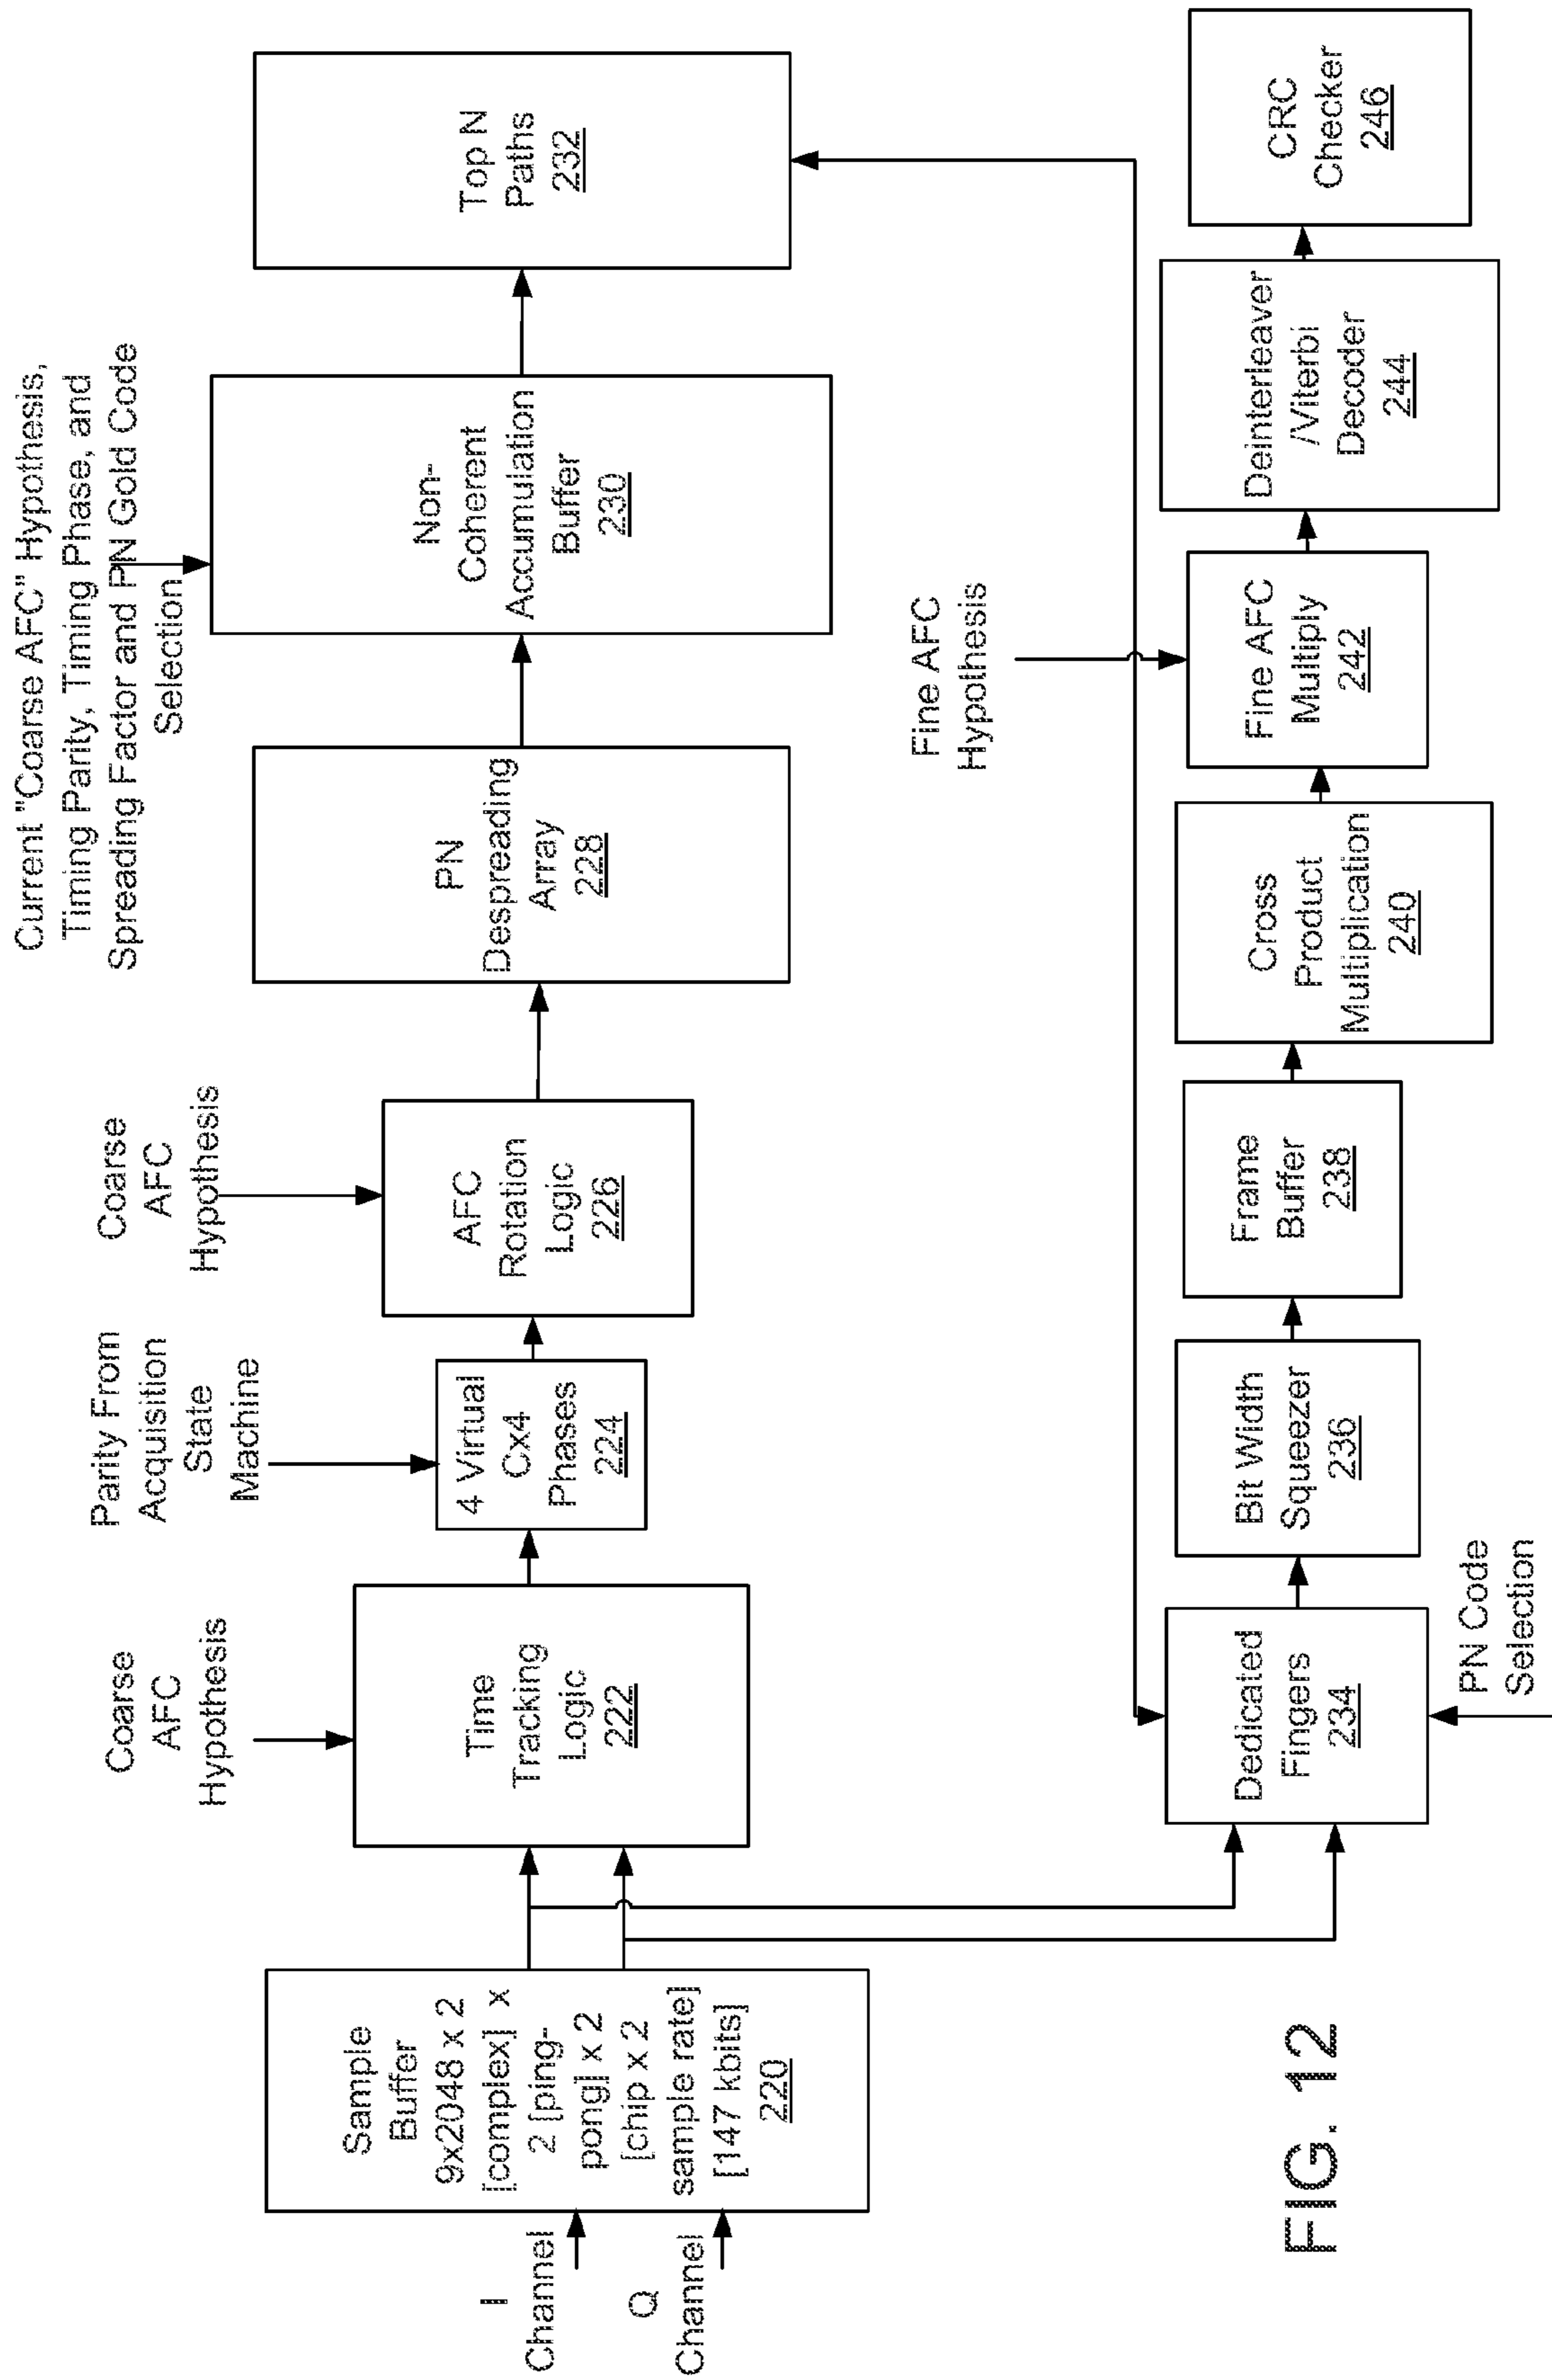 I
Channel
Q
Channel
Sample
Buffer
9x2048 x 2
[complex] x
2 [ping-
pong] x 2
[chip x 2
sample rate]
[147 kbits]
220
Coarse
AFC
Hypothesis
Time
Tracking
Logic
222
Parity From
Acquisition
State
Machine
4 Virtual
Cx4
Phases
224
Coarse
AFC
Hypothesis
AFC
Rotation
Logic
226
PN
Despreading
Array
228
Current "Coarse AFC" Hypothesis,
Timing Parity, Timing Phase, and
Spreading Factor and PN Gold Code
Selection
Non-
Coherent
Accumulation
Buffer
230
Top N
Paths
232
Dedicated
Fingers
234
PN Code
Selection
Bit Width
Squeezer
236
Frame
Buffer
238
Cross
Product
Multiplication
240
Fine AFC
Hypothesis
Fine AFC
Multiply
242
Deinterleaver
/Viterbi
Decoder
244
CRC
Checker
246
FIG. 12